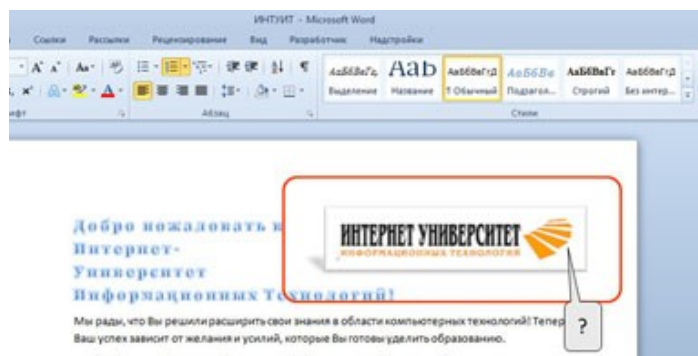 ИНТУИТ - Microsoft Word
Ссылки Рассылки Рецензирование Вид Разработчик Надстройки
АаБбВвГг, АаБ АаБбВвГгД АаБбВв АаБбВвГг АаБбВвГгД
Выделение Название ¶ Обычный Подзагол... Строгий Без интер...
Абзац Стили
Добро пожаловать в
Интернет-
Университет
Информационных Технологий!
ИНТЕРНЕТ УНИВЕРСИТЕТ
ИНФОРМАЦИОННЫХ ТЕХНОЛОГИЙ
Мы рады, что Вы решили расширить свои знания в области компьютерных технологий! Тепер
Ваш успех зависит от желания и усилий, которые Вы готовы уделить образованию.
?